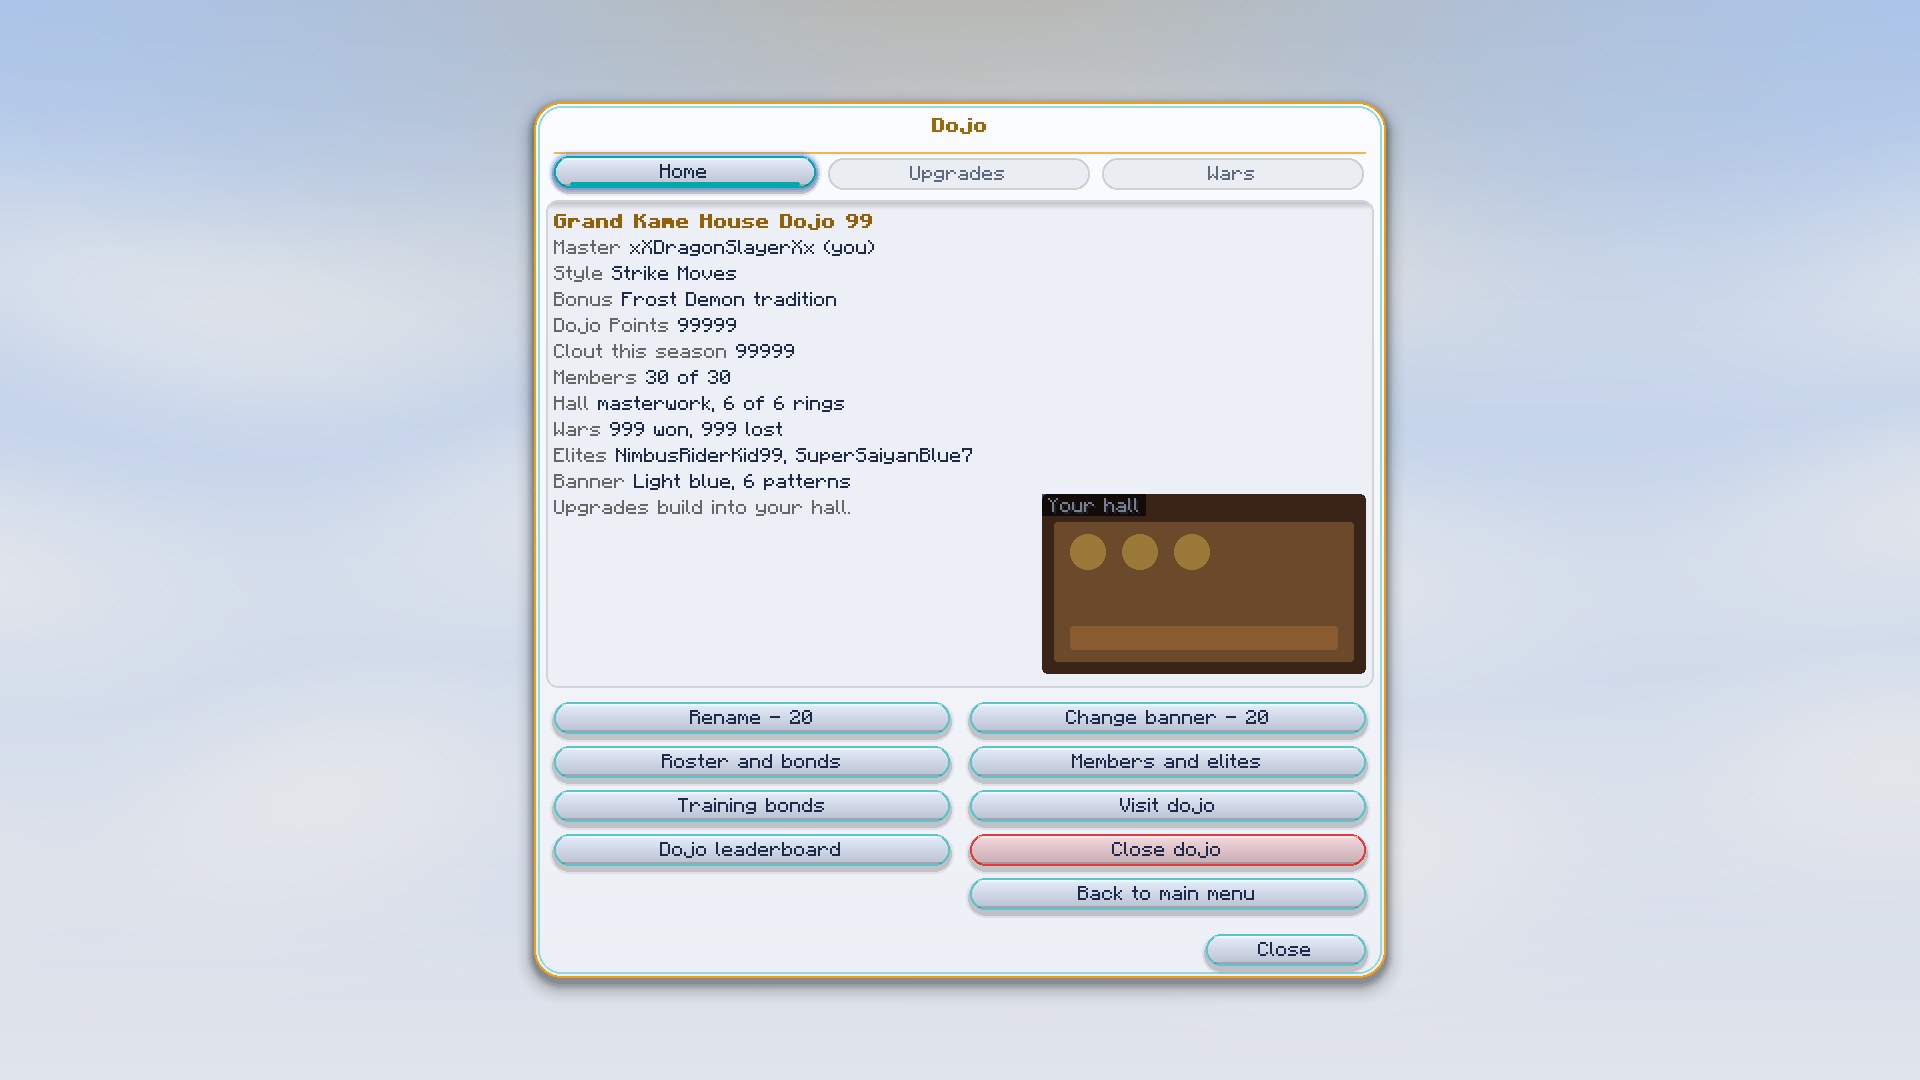 Dojo
Home
Upgrades
Wars
Grand Kame House Dojo 99
Master xXDragonSlayerXx (you)
Style Strike Moves
Bonus Frost Demon tradition
Dojo Points 99999
Clout this season 99999
Members 30 of 30
Hall masterwork, 6 of 6 rings
Wars 999 won, 999 lost
Elites NimbusRiderKid99, SuperSaiyanBlue7
Banner Light blue, 6 patterns
Upgrades build into your hall.
Your hall
Rename - 20
Change banner - 20
Roster and bonds
Members and elites
Training bonds
Visit dojo
Dojo leaderboard
Close dojo
Back to main menu
Close